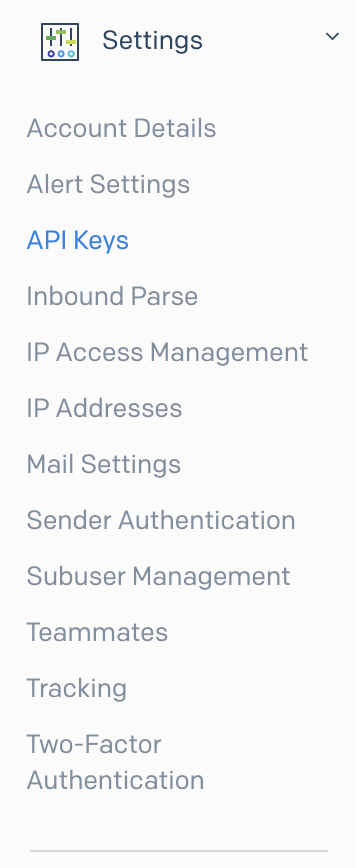 Settings
Account Details
Alert Settings
API Keys
Inbound Parse
IP Access Management
IP Addresses
Mail Settings
Sender Authentication
Subuser Management
Teammates
Tracking
Two-Factor
Authentication